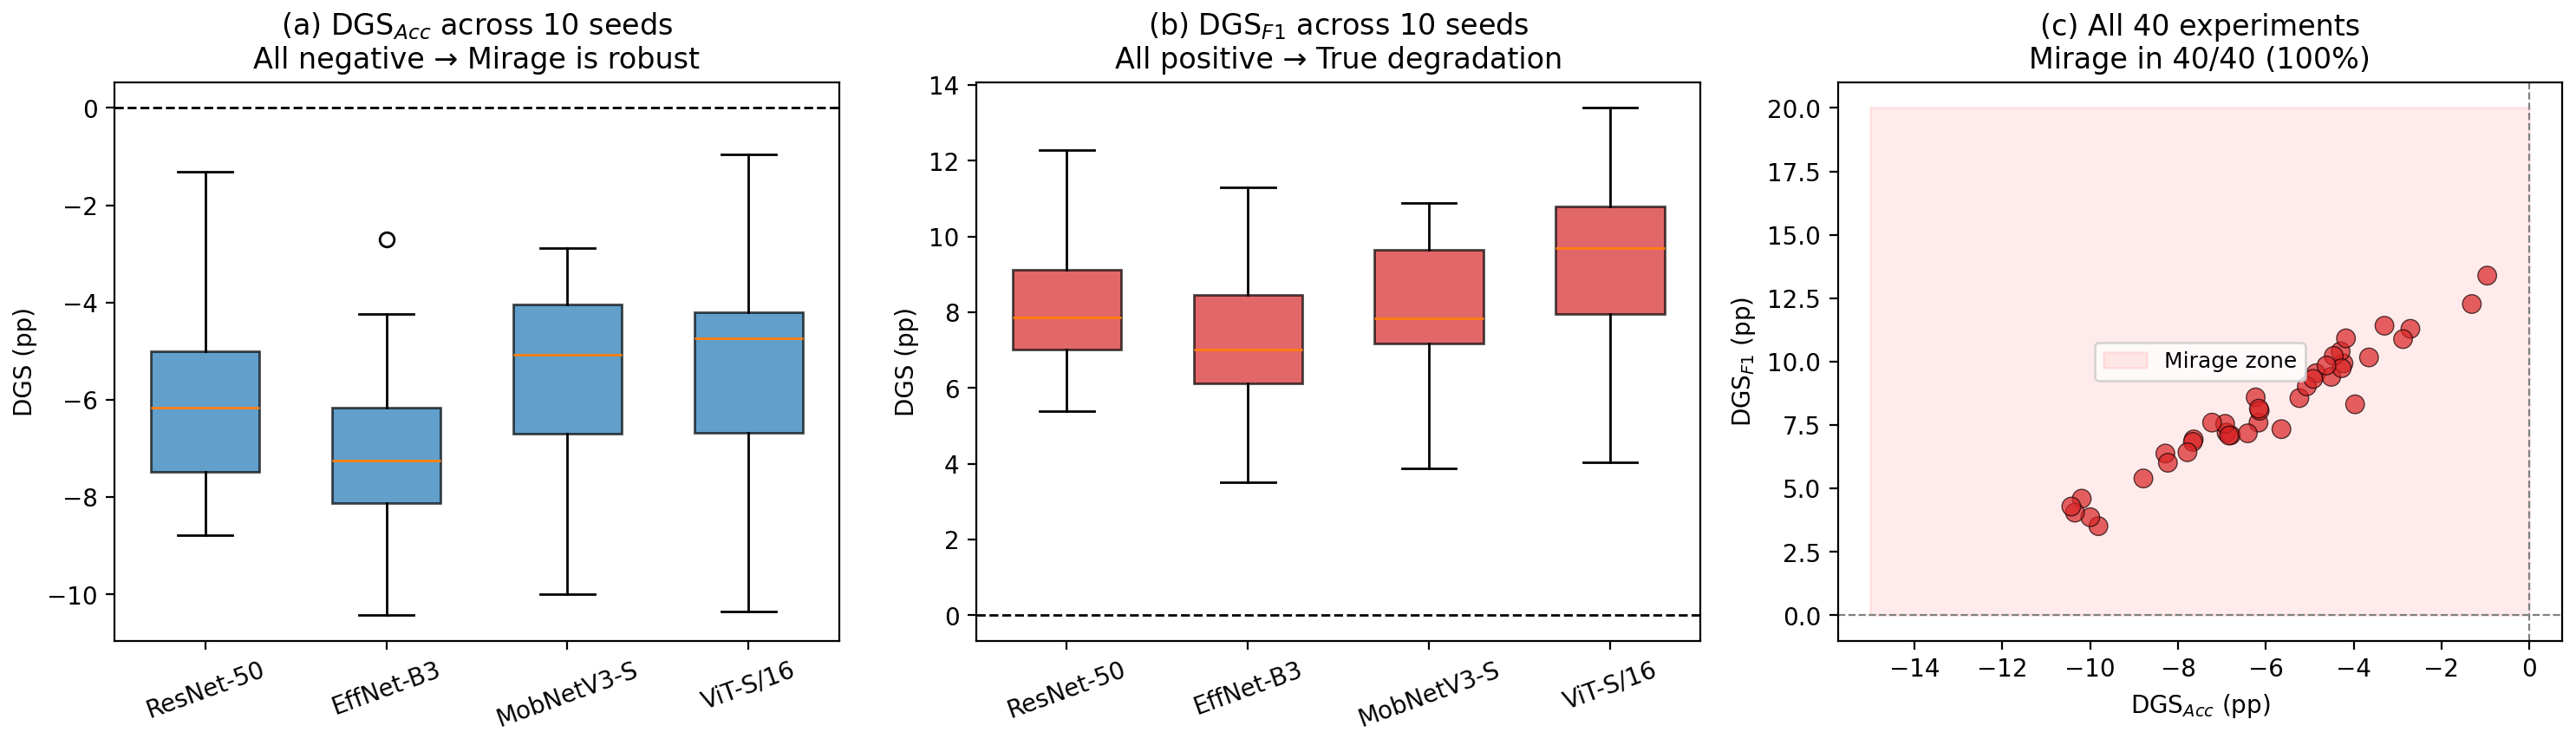 (a) DGS_Acc across 10 seeds
All negative → Mirage is robust
DGS (pp)
0
−2
−4
−6
−8
−10
ResNet-50
EffNet-B3
MobNetV3-S
ViT-S/16
(b) DGS_F1 across 10 seeds
All positive → True degradation
DGS (pp)
14
12
10
8
6
4
2
0
ResNet-50
EffNet-B3
MobNetV3-S
ViT-S/16
(c) All 40 experiments
Mirage in 40/40 (100%)
DGS_F1 (pp)
20.0
17.5
15.0
12.5
10.0
7.5
5.0
2.5
0.0
Mirage zone
−14
−12
−10
−8
−6
−4
−2
0
DGS_Acc (pp)